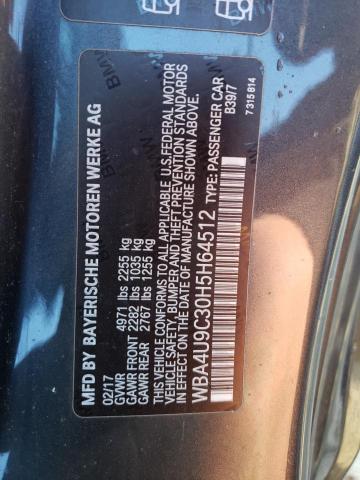 MFD BY BAYERISCHE MOTOREN WERKE AG
02/17
GVWR 4971 lbs 2255 kg
GAWR FRONT 2282 lbs 1035 kg
GAWR REAR 2767 lbs 1255 kg
THIS VEHICLE CONFORMS TO ALL APPLICABLE U.S.FEDERAL MOTOR
VEHICLE SAFETY, BUMPER AND THEFT PREVENTION STANDARDS
IN EFFECT ON THE DATE OF MANUFACTURE SHOWN ABOVE.
WBA4U9C30H5H64512 TYPE: PASSENGER CAR
B39/7
7 315 814